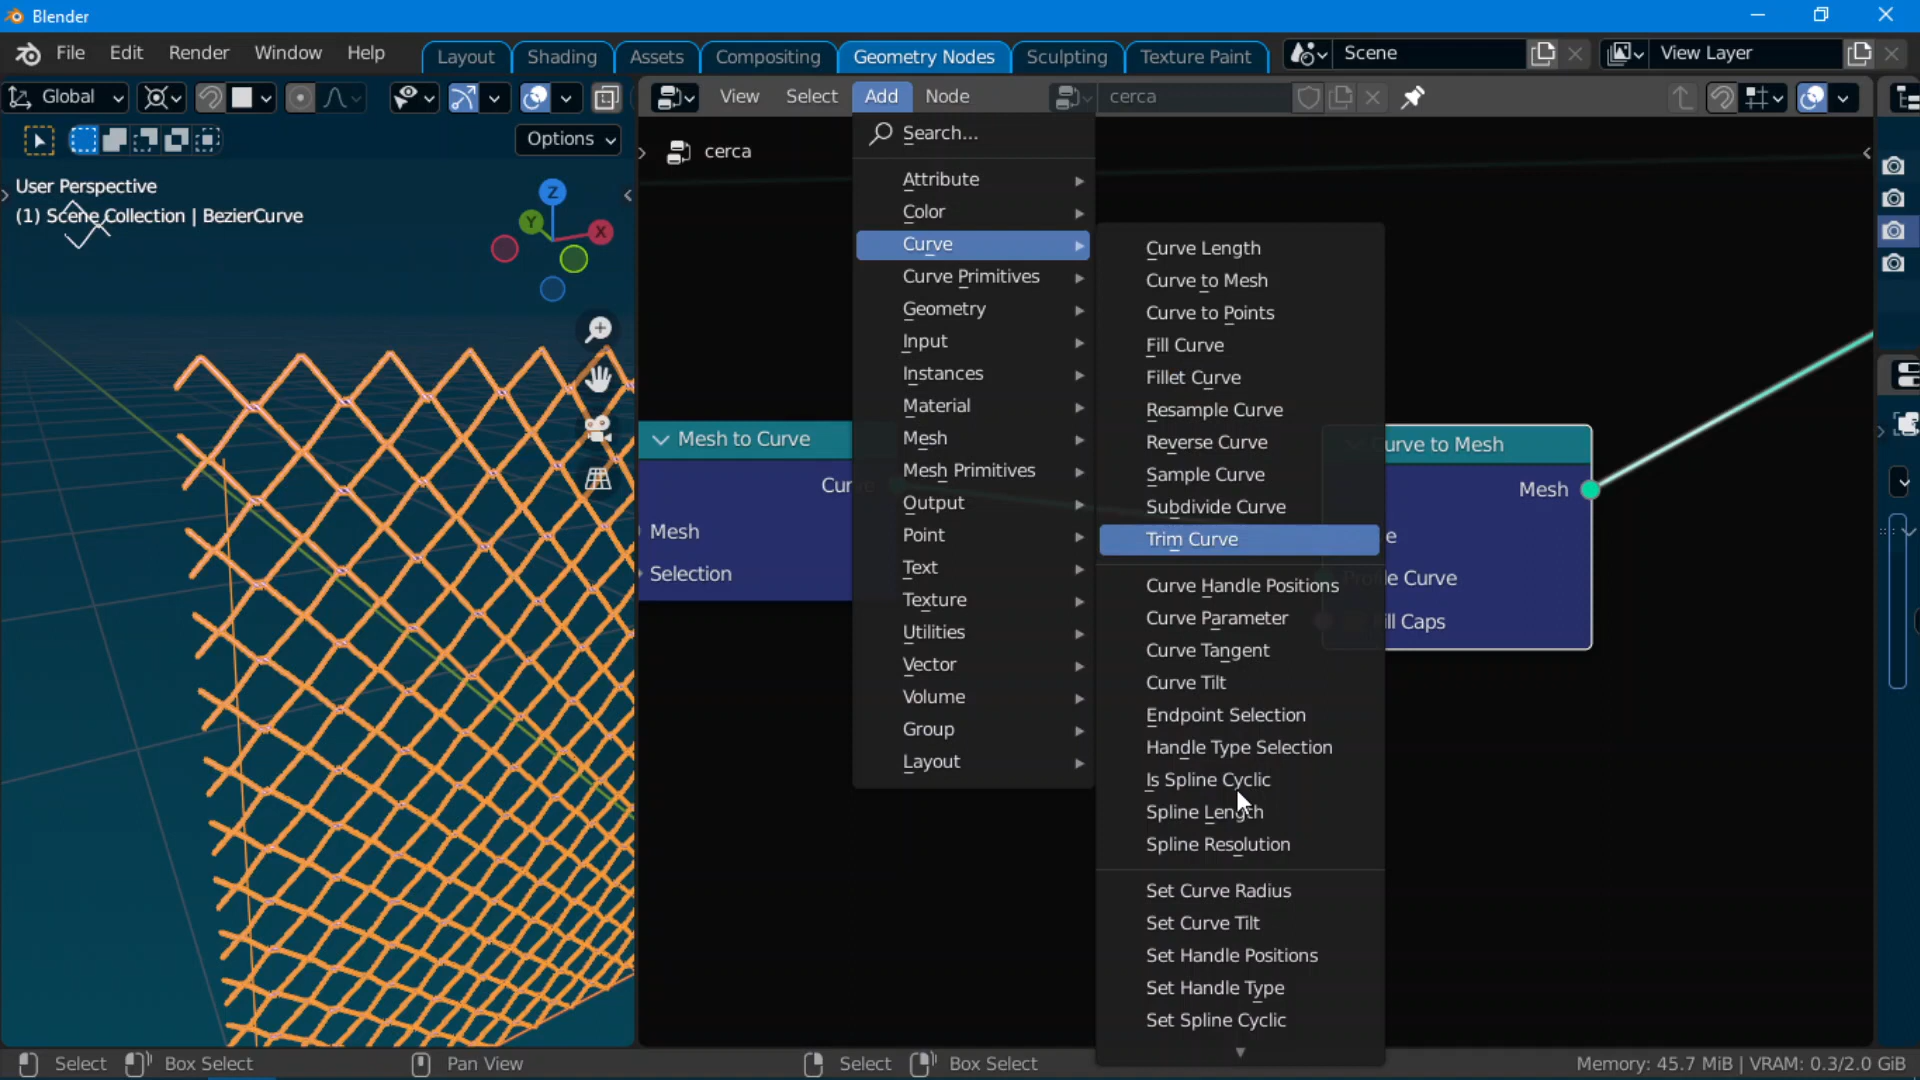 Blender
File Edit Render Window Help
Layout Shading Assets Compositing Geometry Nodes Sculpting Texture Paint
Scene
View Layer
Global
View Select Add Node
cerca
Options
User Perspective
(1) Scene Collection | BezierCurve
Z
Y
X
cerca
Search...
Attribute
Color
Curve
Curve Primitives
Geometry
Input
Instances
Material
Mesh
Mesh Primitives
Output
Point
Text
Texture
Utilities
Vector
Volume
Group
Layout
Curve Length
Curve to Mesh
Curve to Points
Fill Curve
Fillet Curve
Resample Curve
Reverse Curve
Sample Curve
Subdivide Curve
Trim Curve
Curve Handle Positions
Curve Parameter
Curve Tangent
Curve Tilt
Endpoint Selection
Handle Type Selection
Is Spline Cyclic
Spline Length
Spline Resolution
Set Curve Radius
Set Curve Tilt
Set Handle Positions
Set Handle Type
Set Spline Cyclic
Mesh to Curve
Mesh
Selection
Curve to Mesh
Mesh
Profile Curve
Fill Caps
Select Box Select Pan View Select Box Select Memory: 45.7 MiB | VRAM: 0.3/2.0 GiB